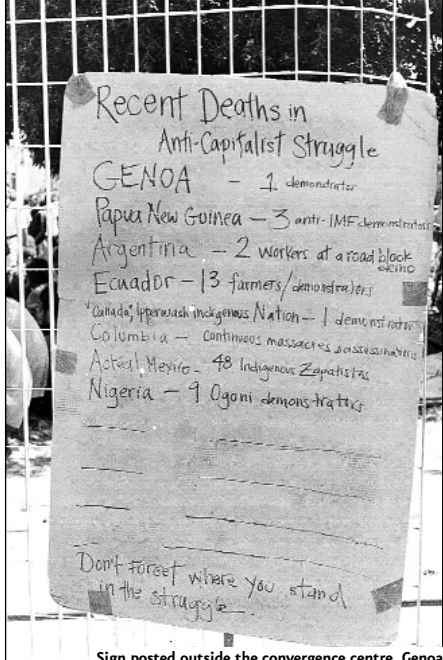 Recent Deaths in
Anti-Capitalist Struggle
GENOA - 1 demonstrator
Papua New Guinea - 3 anti-IMF demonstrators
Argentina - 2 workers at a road block
demo
Ecuador - 13 farmers/demonstrators
"Canada", Ipperwash indigenous Nation - 1 demonstrator
Columbia - continuous massacres & assassinations
Acteal, Mexico - 48 Indigenous Zapatistas
Nigeria - 9 Ogoni demonstrators
Don't Forget where you stand
in the struggle.
Sign posted outside the convergence centre, Genoa